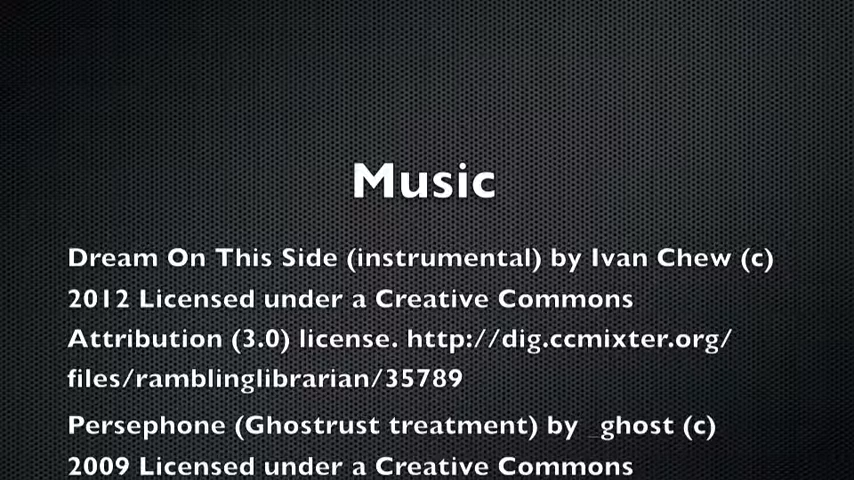 Music
Dream On This Side (instrumental) by Ivan Chew (c)
2012 Licensed under a Creative Commons
Attribution (3.0) license. http://dig.ccmixter.org/
files/ramblinglibrarian/35789
Persephone (Ghostrust treatment) by _ghost (c)
2009 Licensed under a Creative Commons